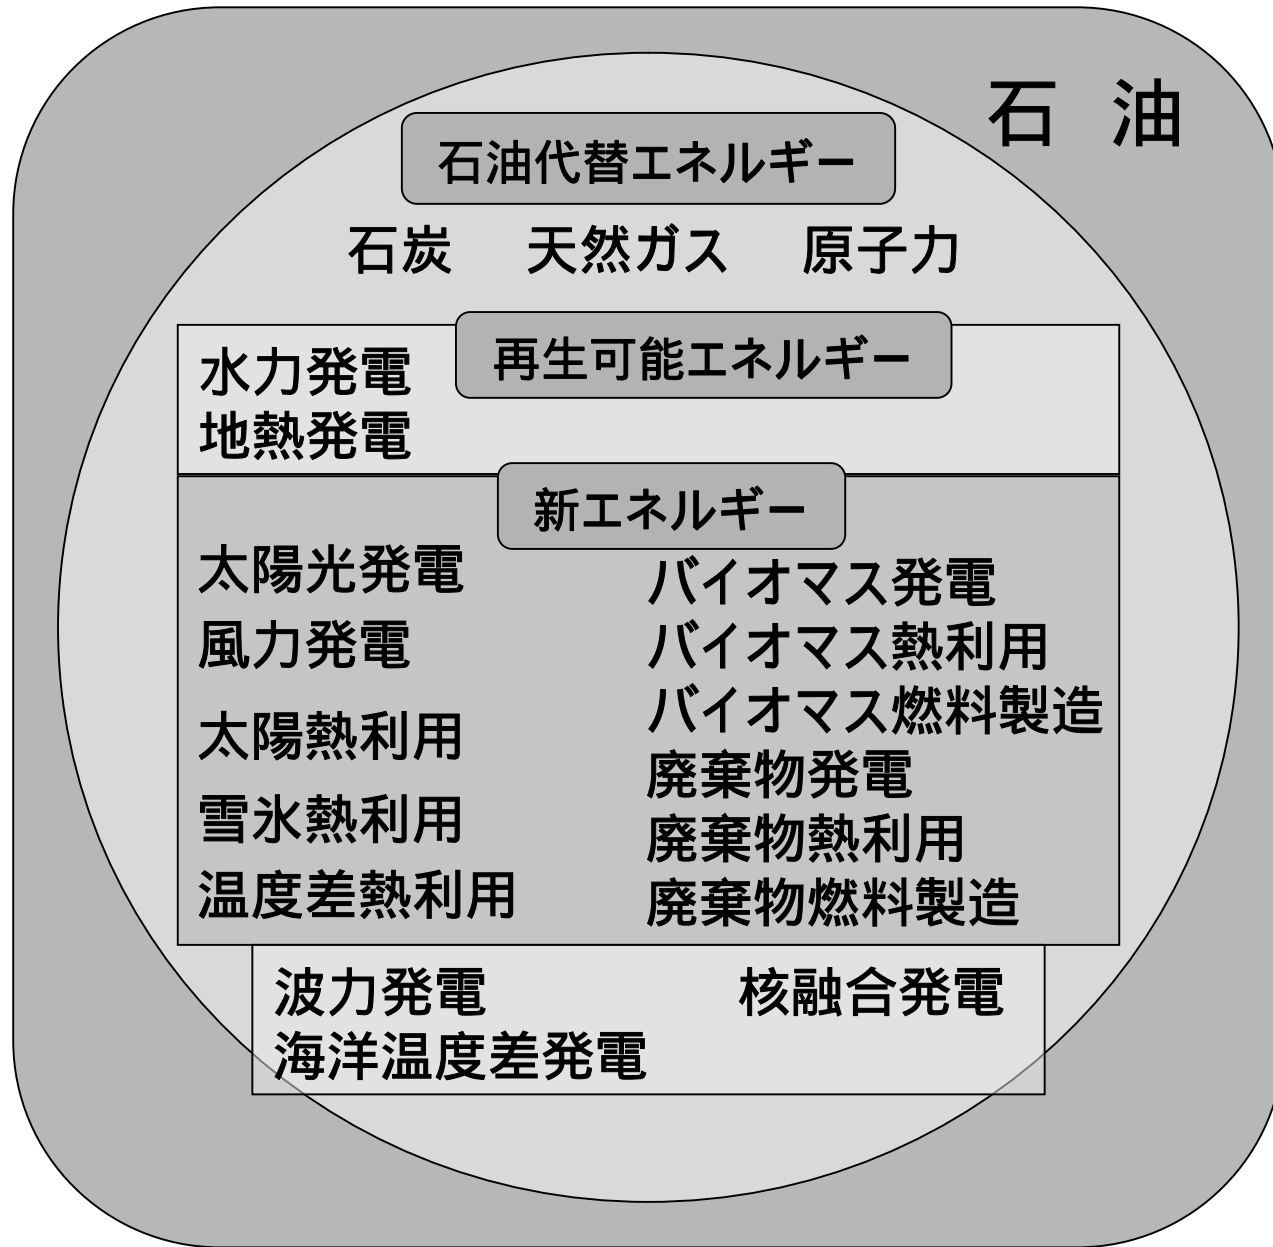 石 油
石油代替エネルギー
石炭 天然ガス 原子力
再生可能エネルギー
水力発電
地熱発電
新エネルギー
太陽光発電
風力発電
太陽熱利用
雪氷熱利用
温度差熱利用
バイオマス発電
バイオマス熱利用
バイオマス燃料製造
廃棄物発電
廃棄物熱利用
廃棄物燃料製造
波力発電 核融合発電
海洋温度差発電